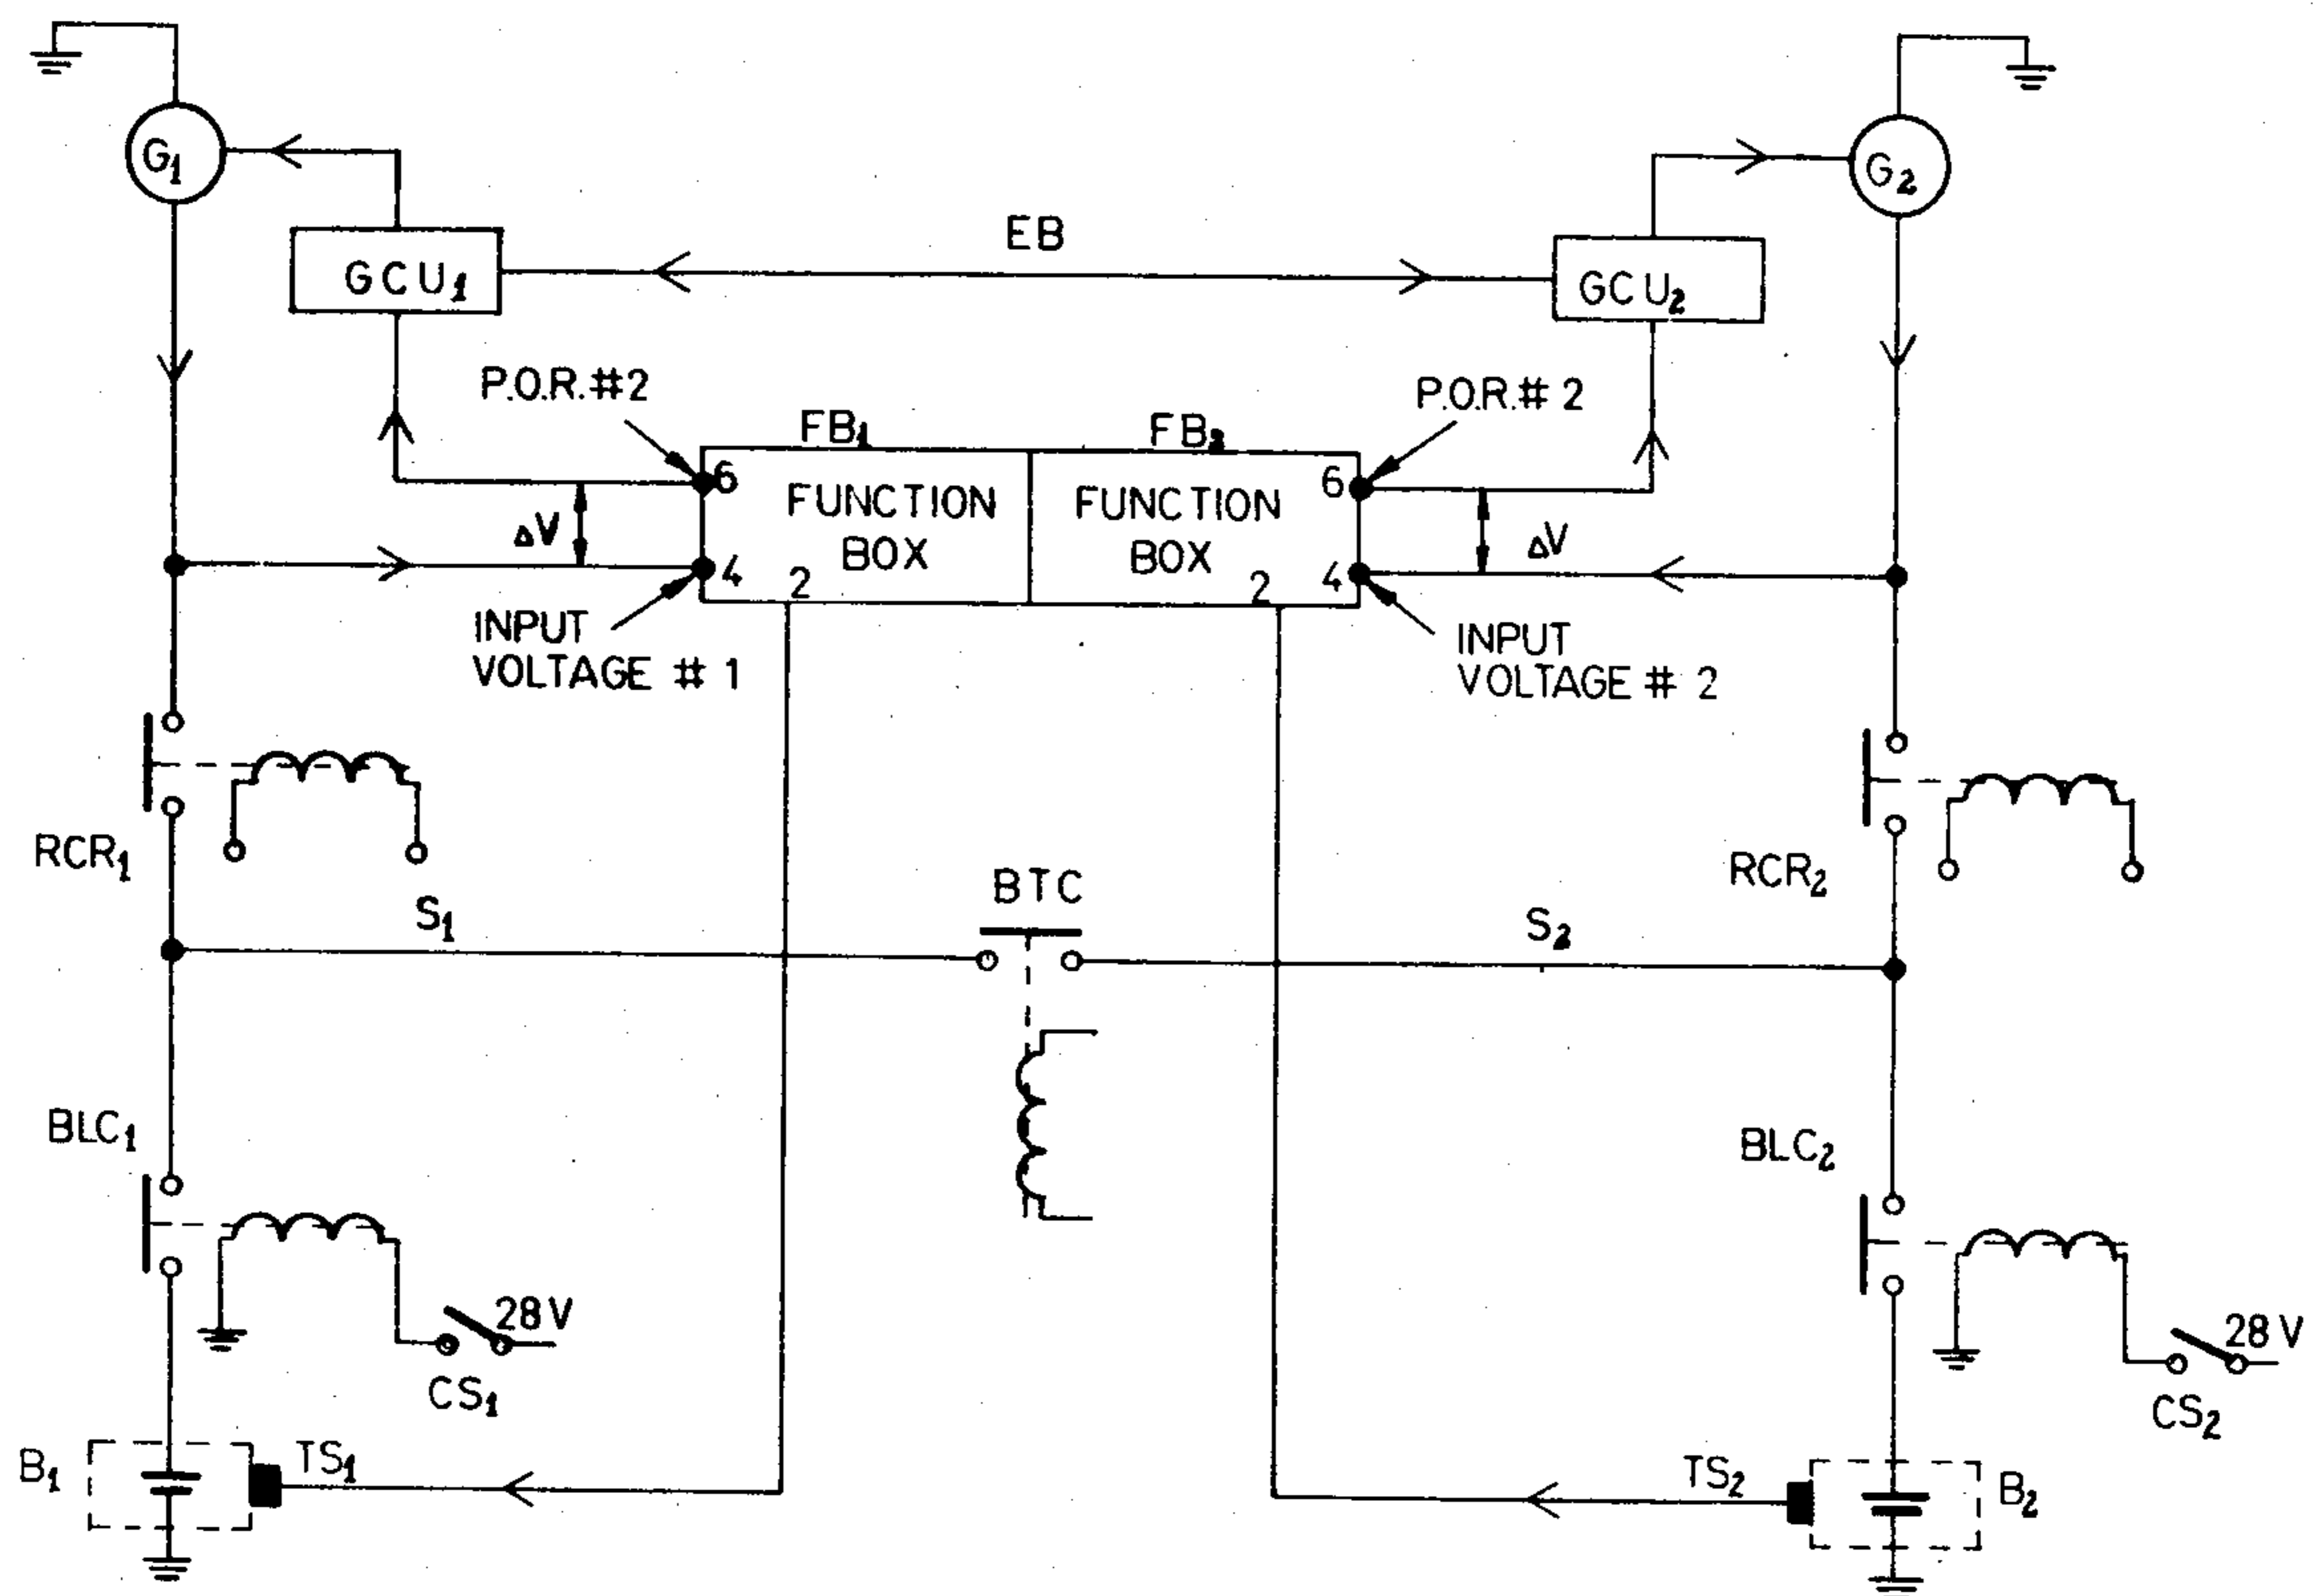 G1
G2
EB
GCU1
GCU2
P.O.R.#2
P.O.R.# 2
FB1
FB2
6
6
FUNCTION
BOX
FUNCTION
BOX
ΔV
ΔV
4
2
2
4
INPUT
VOLTAGE # 1
INPUT
VOLTAGE # 2
RCR1
RCR2
BTC
S1
S2
BLC1
BLC2
28V
28V
CS1
CS2
B1
TS1
TS2
B2